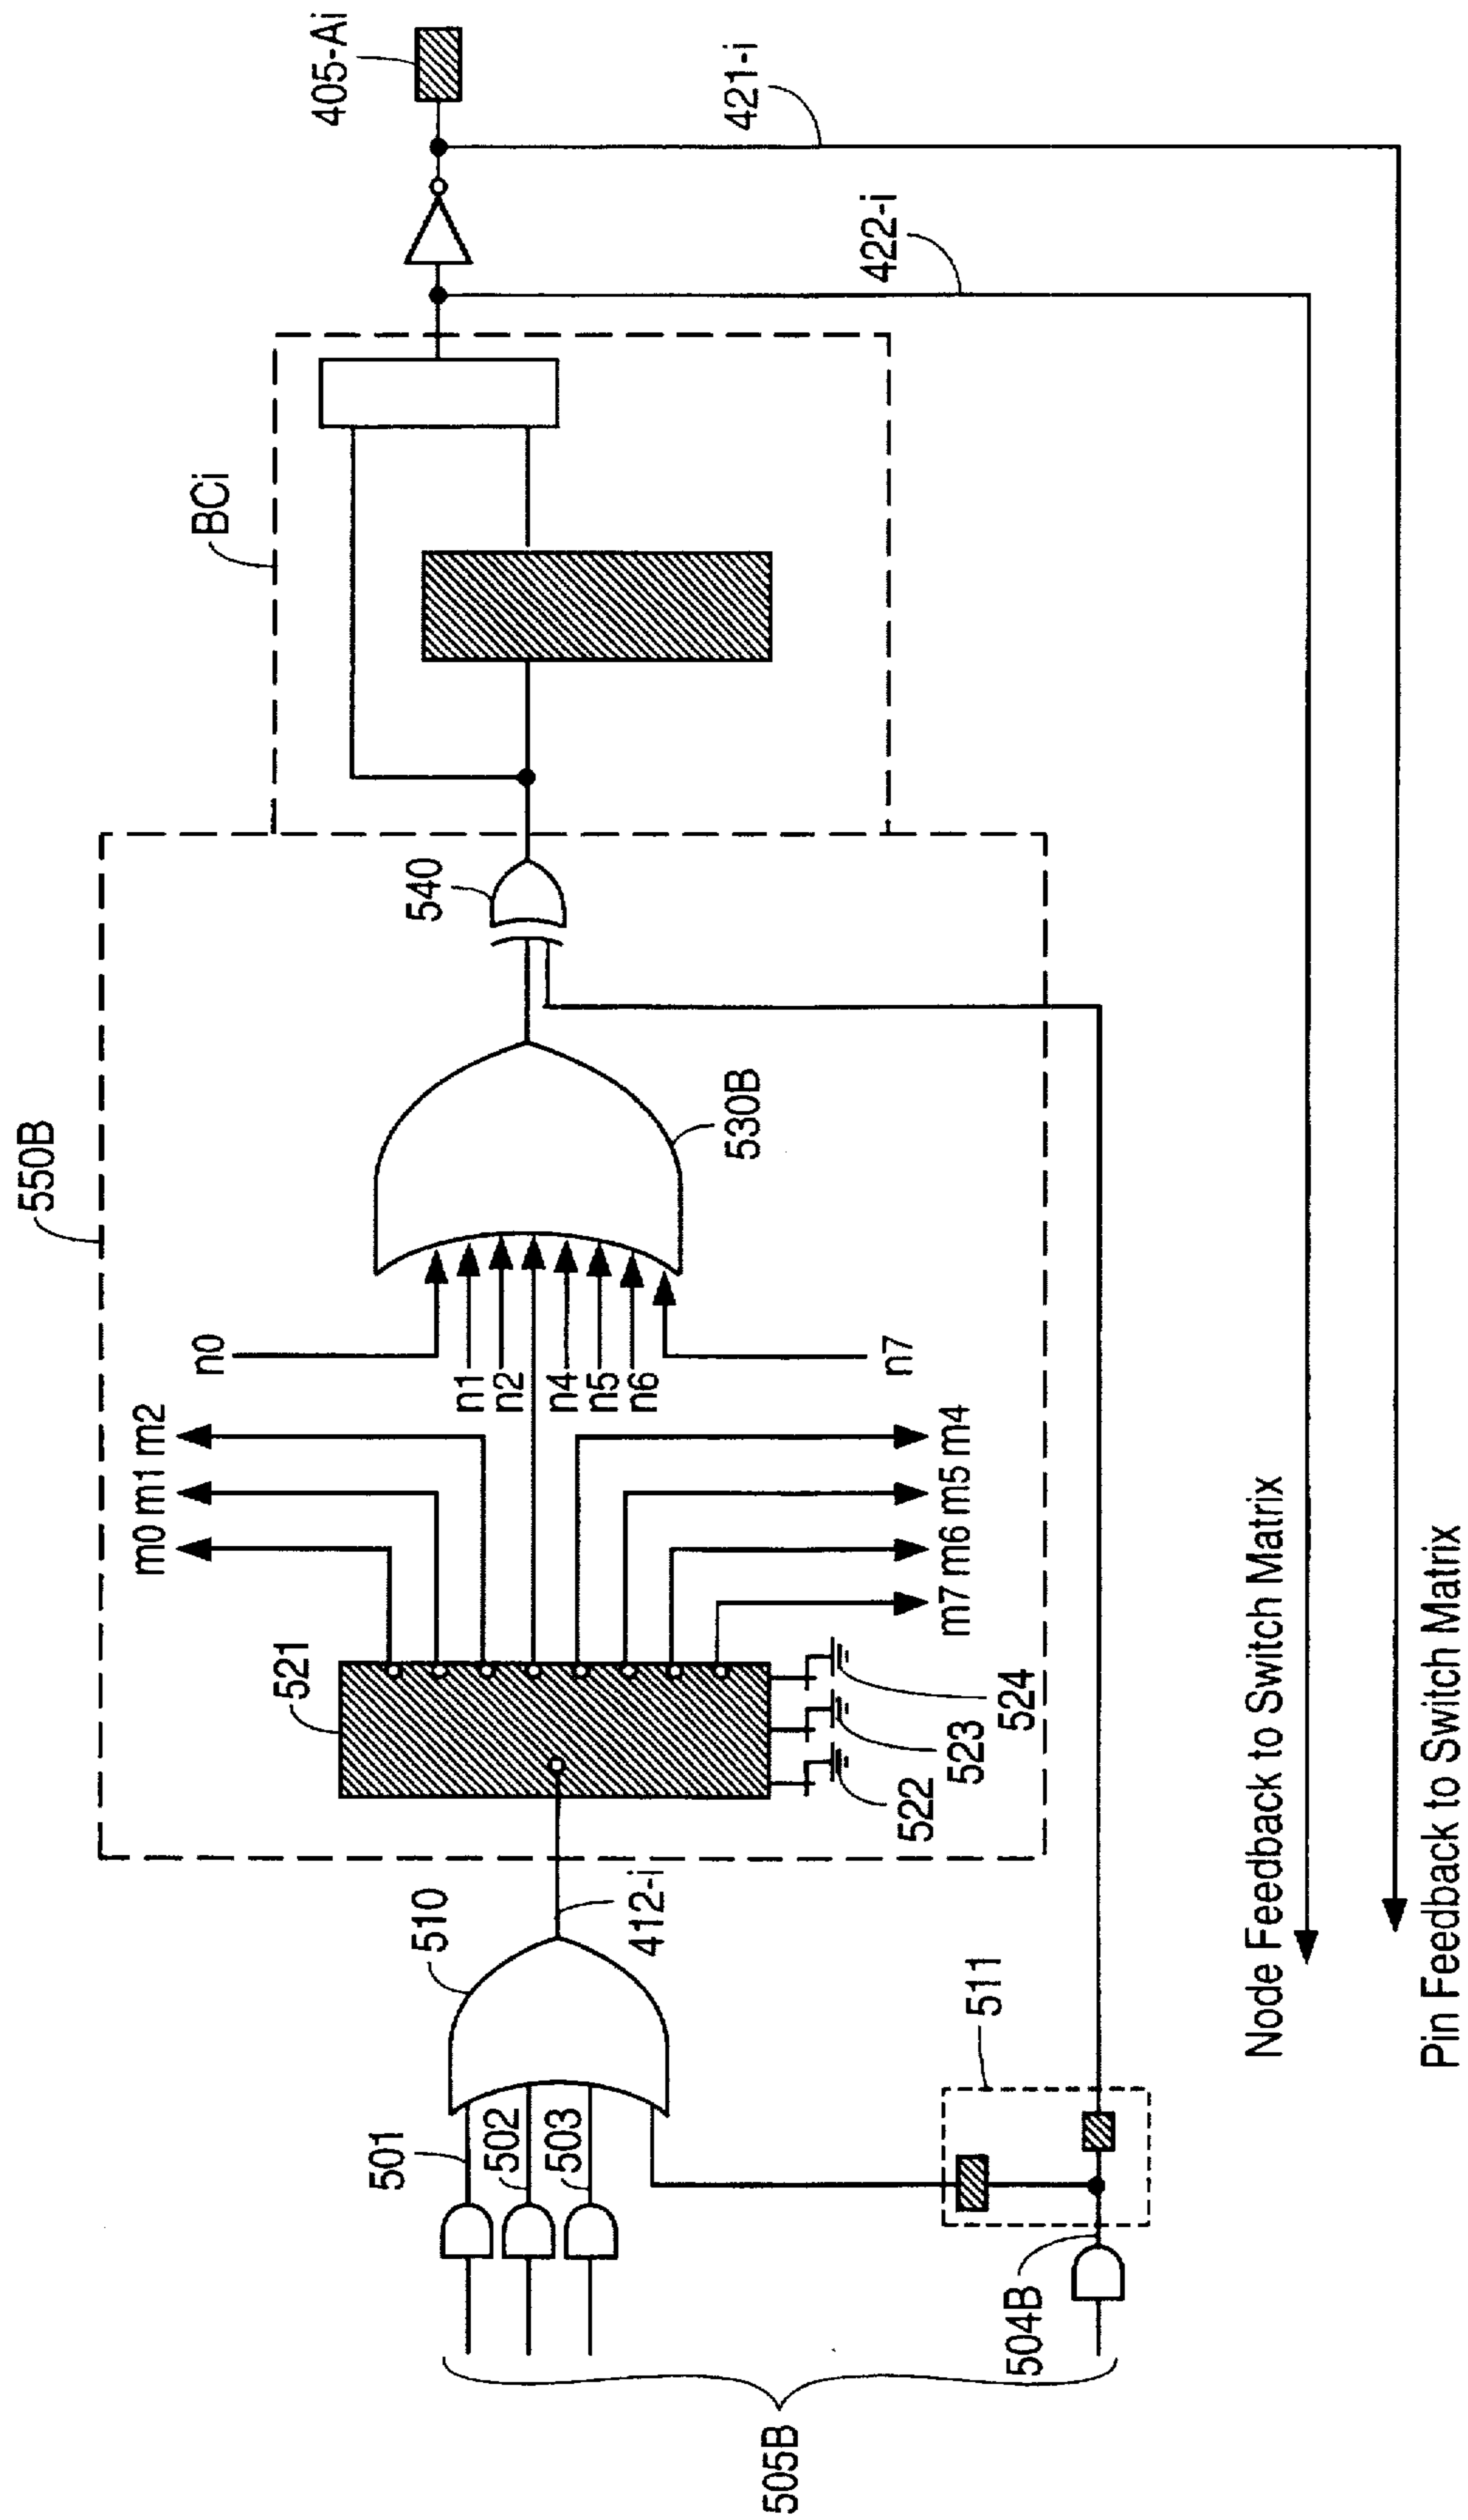 550B
BCi
405-Ai
421-i
422-i
540
530B
n0
n1
n2
n4
n5
n6
n7
m0 m1 m2
m7 m6 m5 m4
521
522
523
524
510
412-i
501
502
503
511
504B
505B
Node Feedback to Switch Matrix
Pin Feedback to Switch Matrix